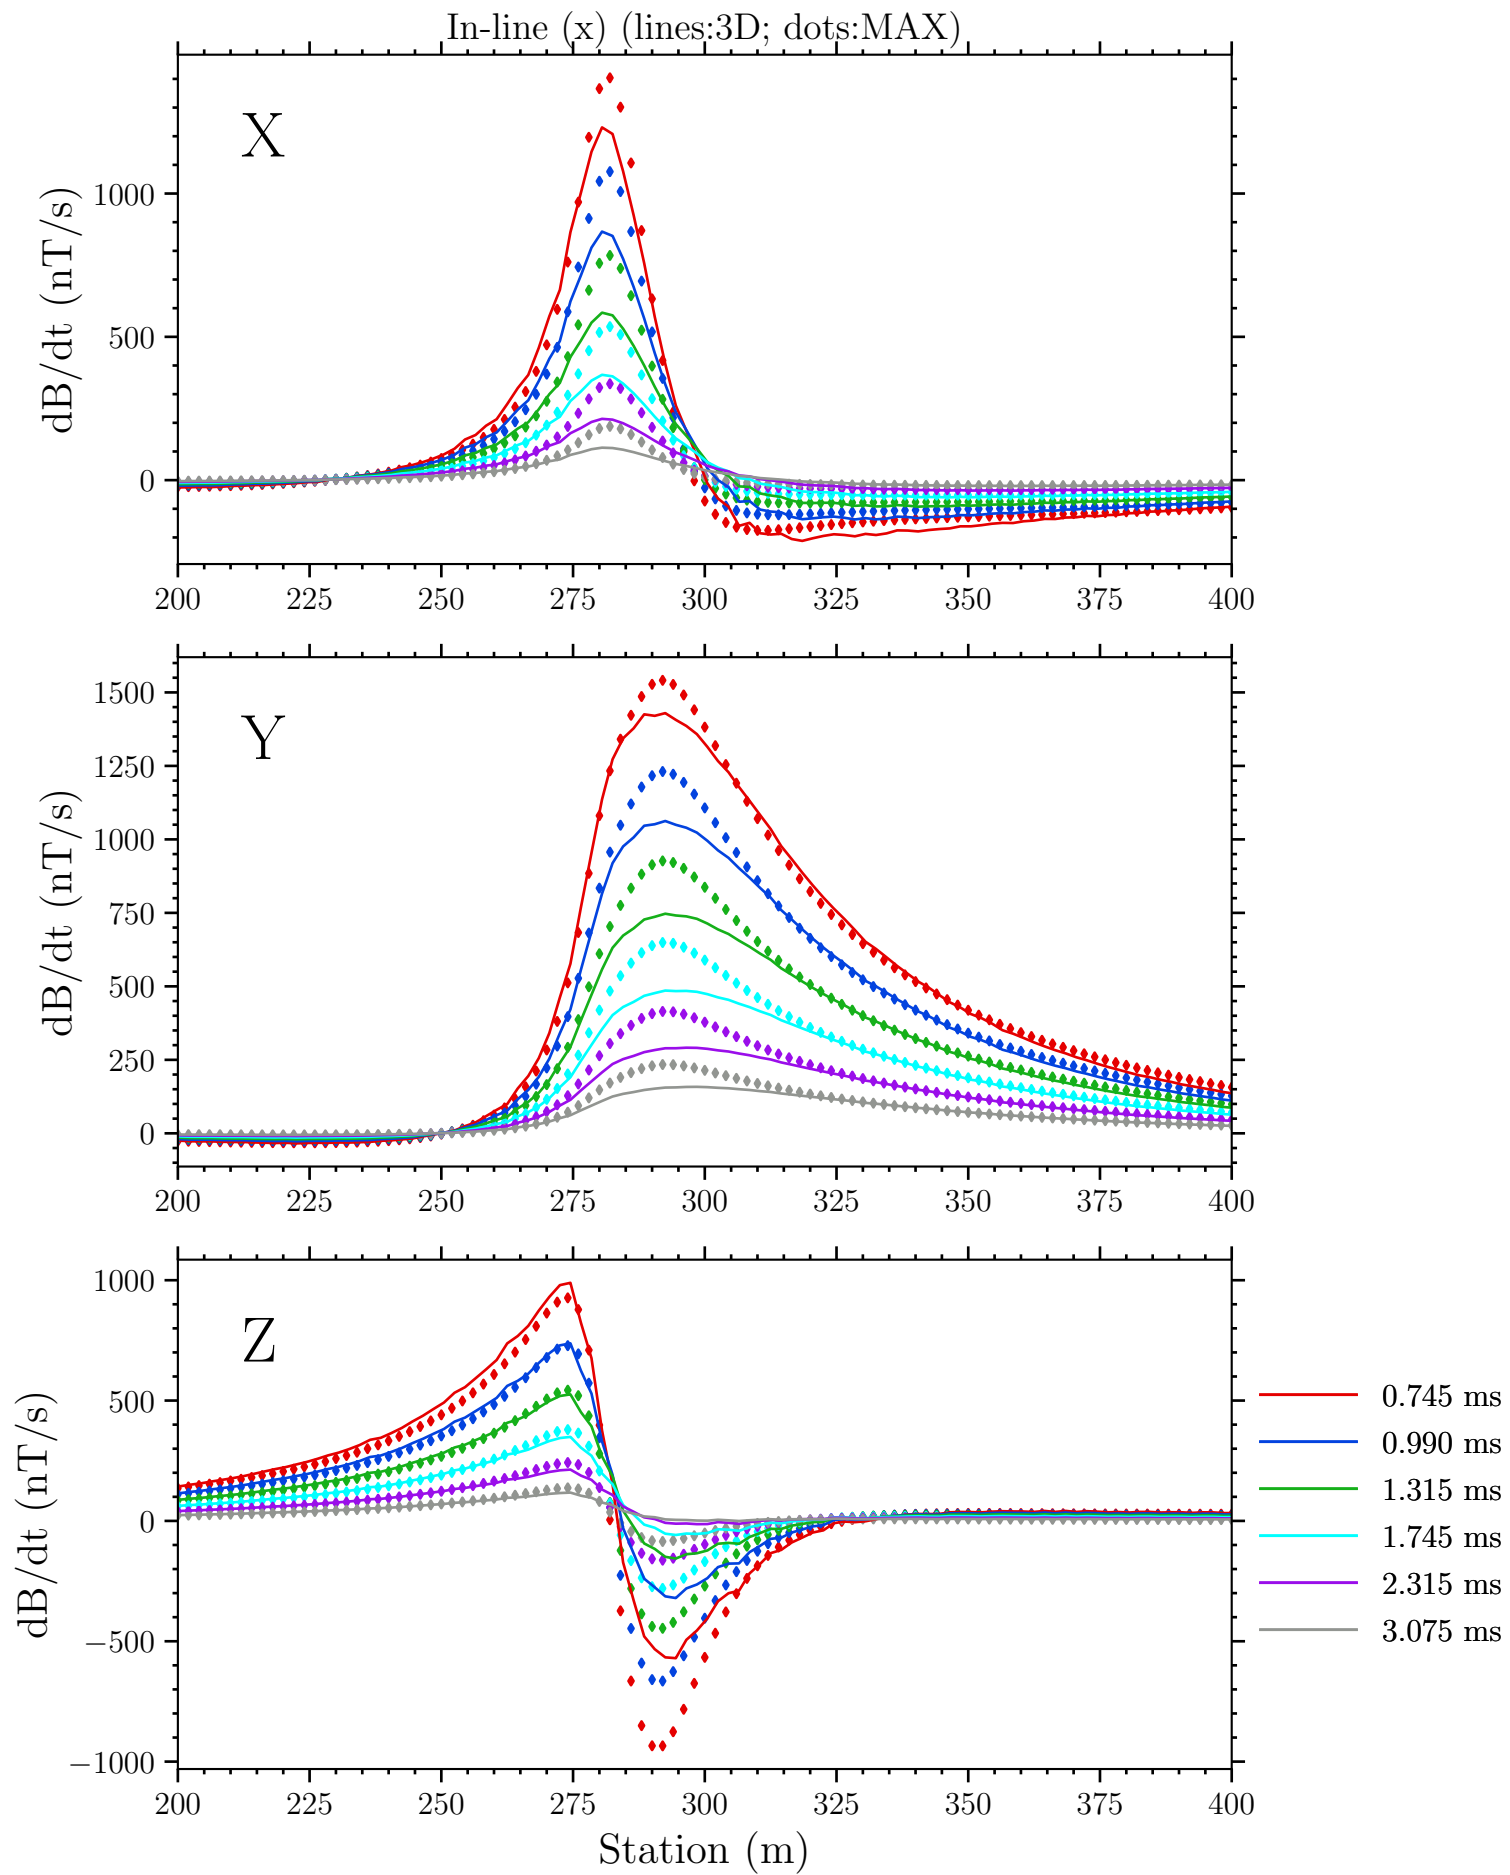 In-line (x) (lines:3D; dots:MAX)
X
dB/dt (nT/s)
1000
500
0
200 225 250 275 300 325 350 375 400
Y
dB/dt (nT/s)
1500
1250
1000
750
500
250
0
200 225 250 275 300 325 350 375 400
Z
dB/dt (nT/s)
1000
500
0
−500
−1000
200 225 250 275 300 325 350 375 400
Station (m)
0.745 ms
0.990 ms
1.315 ms
1.745 ms
2.315 ms
3.075 ms